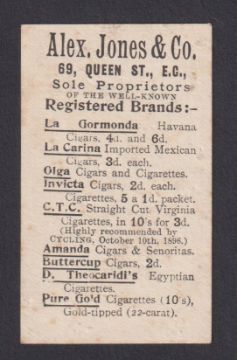 Alex. Jones & Co.
69, QUEEN ST., E.C.,
Sole Proprietors
OF THE WELL-KNOWN
Registered Brands:-
La Gormonda Havana
Cigars, 4d. and 6d.
La Carina Imported Mexican
Cigars, 3d. each.
Olga Cigars and Cigarettes.
Invicta Cigars, 2d. each.
Cigarettes, 5 a 1d. packet.
C.T.C. Straight Cut Virginia
Cigarettes, in 10's for 3d.
(Highly recommended by
CYCLING, October 10th, 1896.)
Amanda Cigars & Senoritas.
Buttercup Cigars, 2d.
D. Theocaridi's Egyptian
Cigarettes.
Pure Go'd Cigarettes (10's),
Gold-tipped (22-carat).